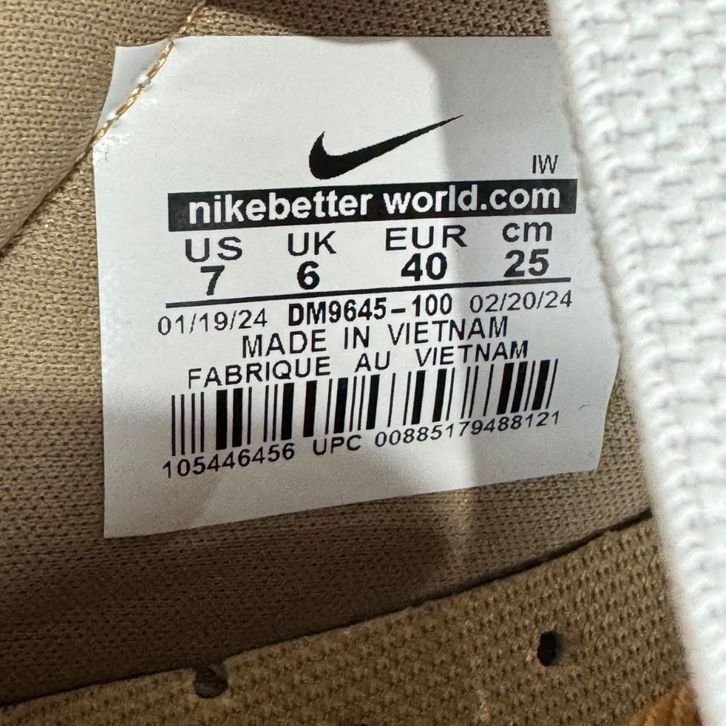 IW
nikebetter world.com
US UK EUR cm
7 6 40 25
01/19/24 DM9645-100 02/20/24
MADE IN VIETNAM
FABRIQUE AU VIETNAM
105446456 UPC 00885179488121